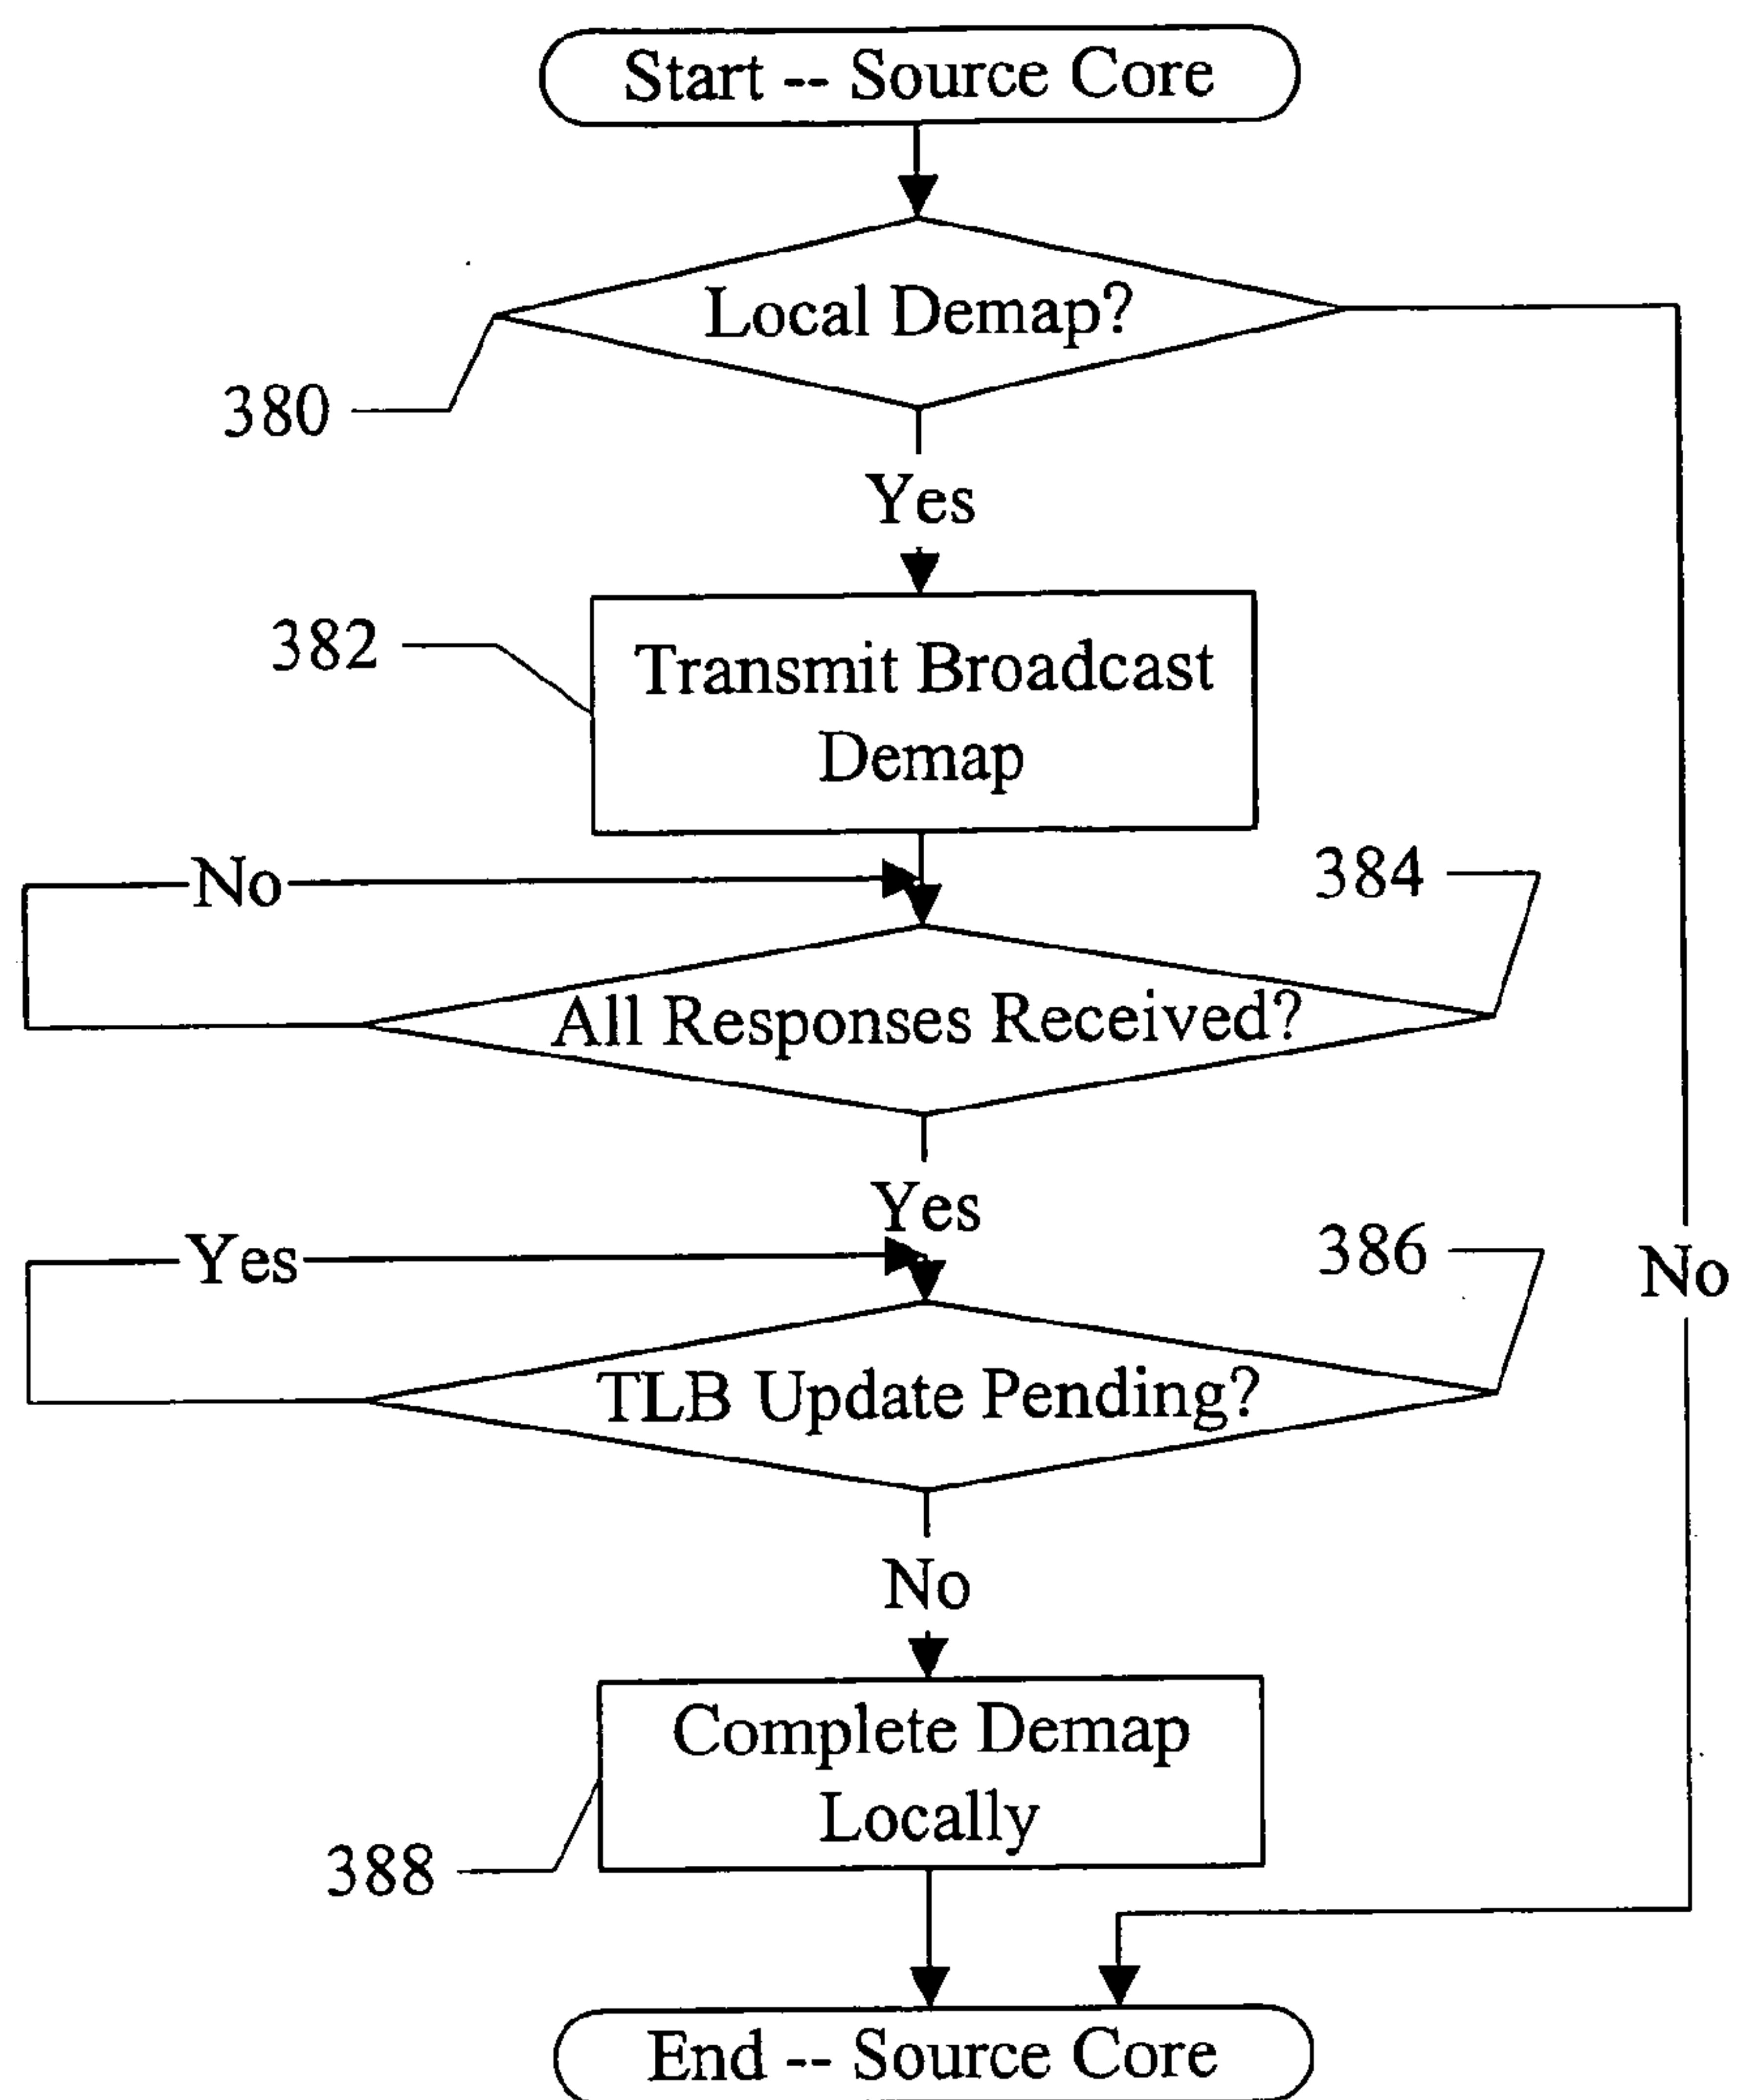 Start -- Source Core
Local Demap?
380
Yes
382
Transmit Broadcast
Demap
No
384
All Responses Received?
Yes
Yes
386
No
TLB Update Pending?
No
Complete Demap
Locally
388
End -- Source Core